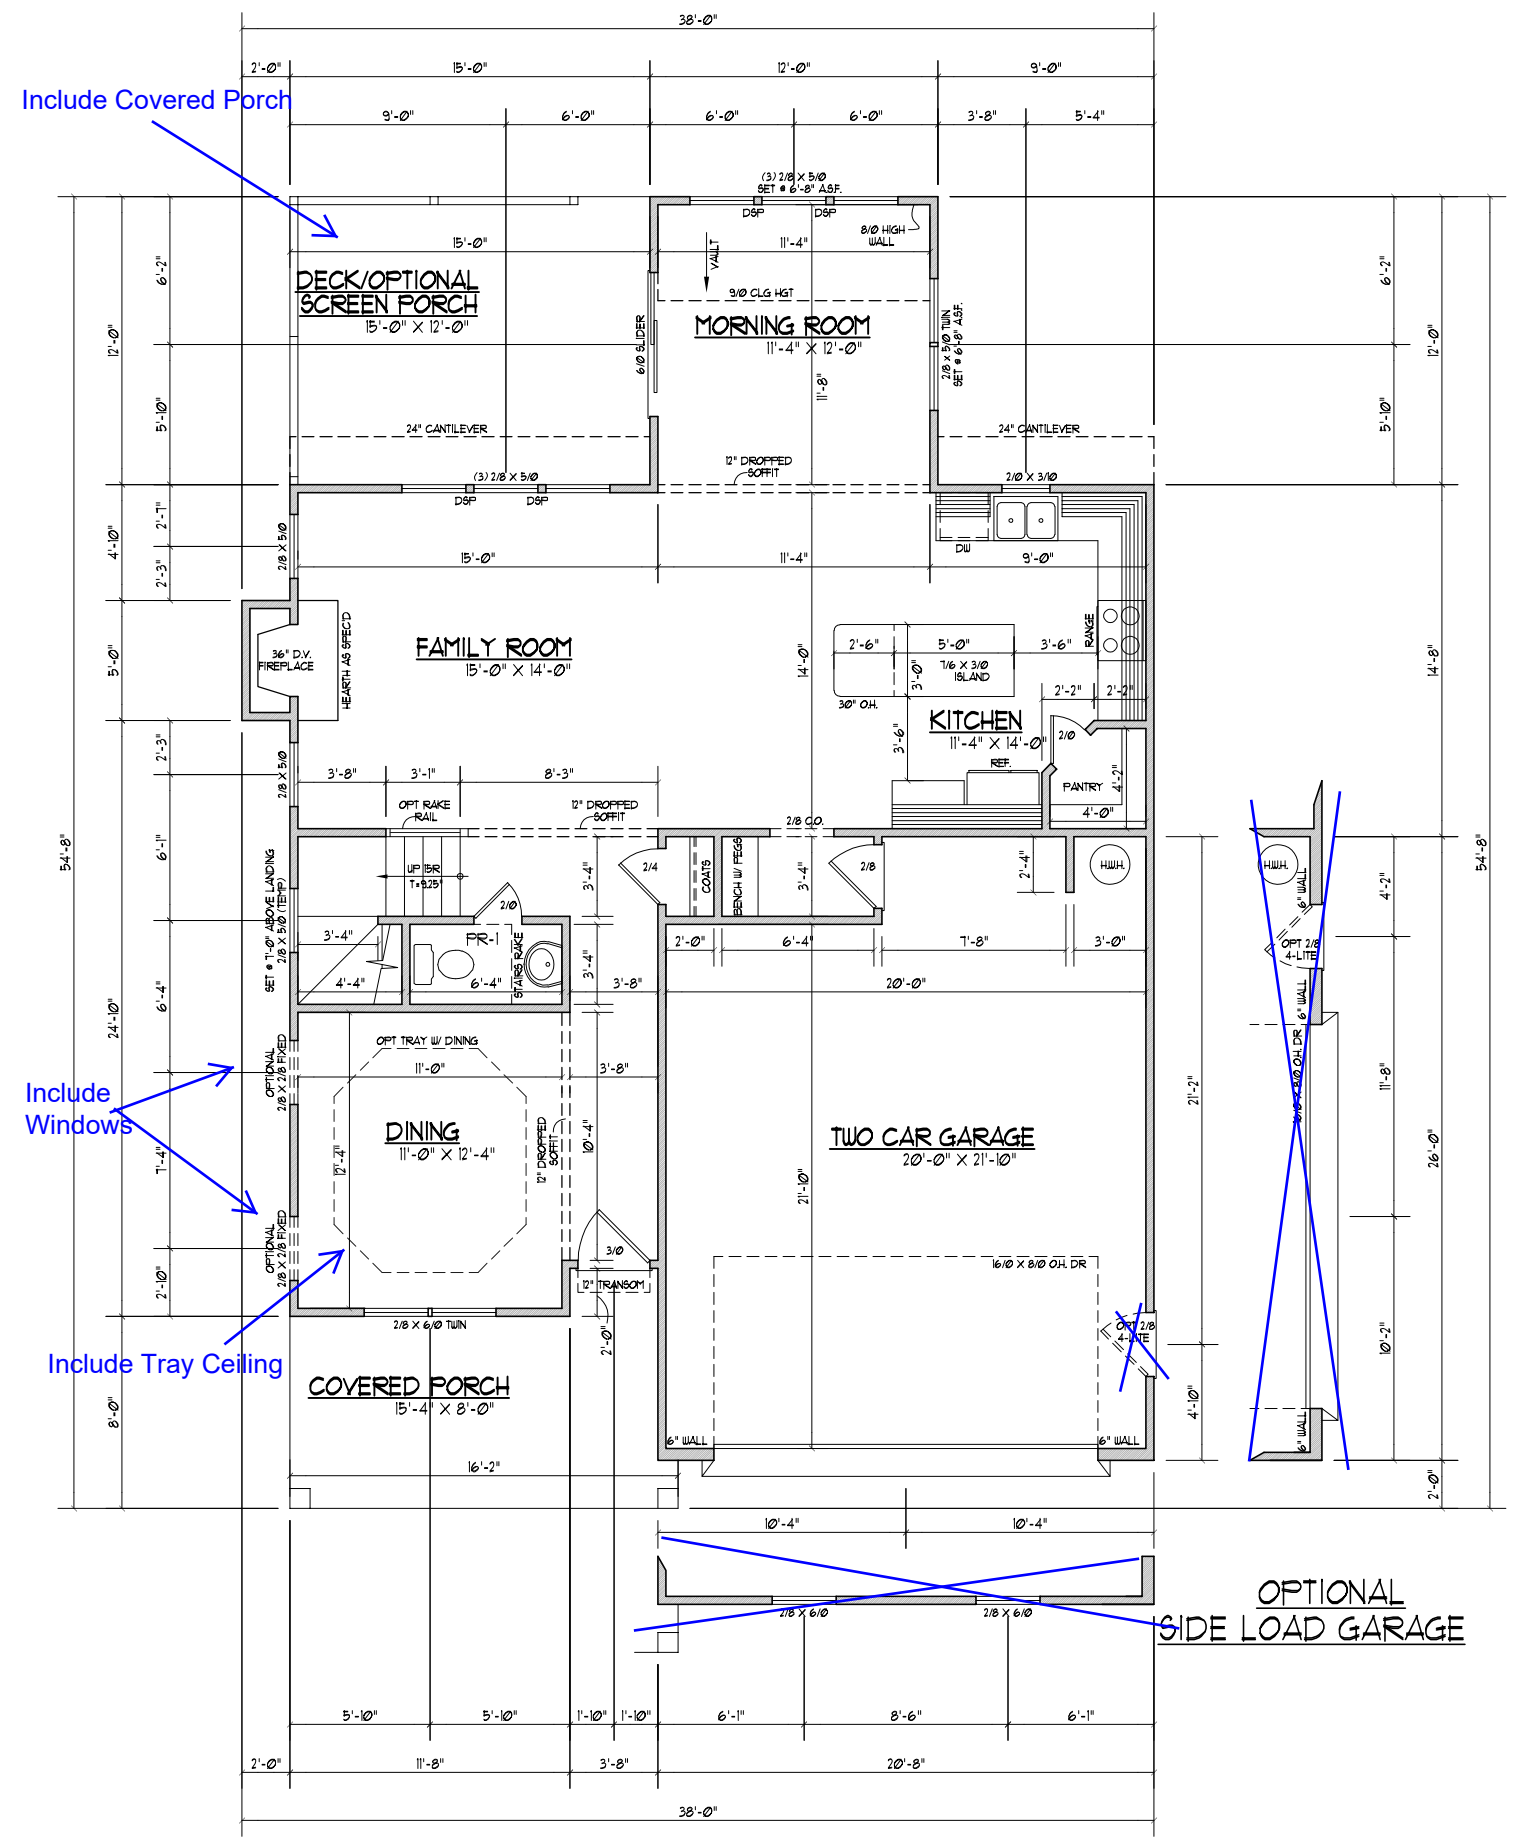 38'-0"
2'-0"
15'-0"
12'-0"
9'-0"
Include Covered Porch
9'-0"
6'-0"
6'-0"
6'-0"
3'-8"
5'-4"
(3) 2/8 X 5/0
SET @ 6'-8" A.S.F.
DSP
DSP
8/0 HIGH
WALL
15'-0"
11'-4"
VAULT
6'-2"
6'-2"
DECK/OPTIONAL
SCREEN PORCH
15'-0" X 12'-0"
9/0 CLG HGT
MORNING ROOM
11'-4" X 12'-0"
6/0 SLIDER
2/8 X 5/0 TWIN
SET @ 6'-8" A.S.F.
12'-0"
12'-0"
11'-8"
5'-10"
5'-10"
24" CANTILEVER
24" CANTILEVER
12" DROPPED
SOFFIT
(3) 2/8 X 5/0
2/0 X 3/10
DSP
DSP
2'-7"
4'-10"
2/8 X 5/0
2'-3"
DW
15'-0"
11'-4"
9'-0"
36" D.V.
FIREPLACE
HEARTH AS SPEC'D
5'-0"
FAMILY ROOM
15'-0" X 14'-0"
14'-0"
2'-6"
5'-0"
3'-6"
RANGE
7/6 X 3/0
ISLAND
3'-0"
14'-8"
2'-2"
2'-2"
30" O.H.
KITCHEN
11'-4" X 14'-0"
3'-6"
2/0
REF.
2'-3"
2/8 X 5/0
3'-8"
3'-1"
8'-3"
PANTRY
4'-2"
4'-0"
OPT RAKE
RAIL
12" DROPPED
SOFFIT
2/8 C.O.
54'-8"
54'-8"
6'-1"
UP 15R
T=9.25"
3'-4"
2/4
COATS
BENCH W/ PEGS
3'-4"
2/8
2'-4"
H.W.H.
H.W.H.
6" WALL
4'-2"
SET @ 7'-0" ABOVE LANDING
2/8 X 5/0 (TEMP)
2/0
PR-1
STAIRS RAKE
3'-4"
3'-4"
4'-4"
6'-4"
3'-8"
2'-0"
6'-4"
7'-8"
3'-0"
20'-0"
OPT 2/8
4-LITE
6" WALL
6'-4"
24'-10"
OPT TRAY W/ DINING
11'-0"
3'-8"
OPTIONAL
2/8 X 2/8 FIXED
16/0 X 8/0 O.H. DR
11'-8"
21'-2"
Include
Windows
DINING
11'-0" X 12'-4"
12'-4"
12" DROPPED
SOFFIT
10'-4"
TWO CAR GARAGE
20'-0" X 21'-10"
21'-10"
26'-0"
7'-4"
OPTIONAL
2/8 X 2/8 FIXED
3/0
12" TRANSOM
16/0 X 8/0 O.H. DR
2'-10"
2/8 X 6/0 TWIN
2'-0"
OPT 2/8
4-LITE
10'-2"
Include Tray Ceiling
COVERED PORCH
15'-4" X 8'-0"
8'-0"
4'-10"
6" WALL
6" WALL
6" WALL
16'-2"
2'-0"
10'-4"
10'-4"
2/8 X 6/0
2/8 X 6/0
OPTIONAL
SIDE LOAD GARAGE
5'-10"
5'-10"
1'-10"
1'-10"
6'-1"
8'-6"
6'-1"
2'-0"
11'-8"
3'-8"
20'-8"
38'-0"